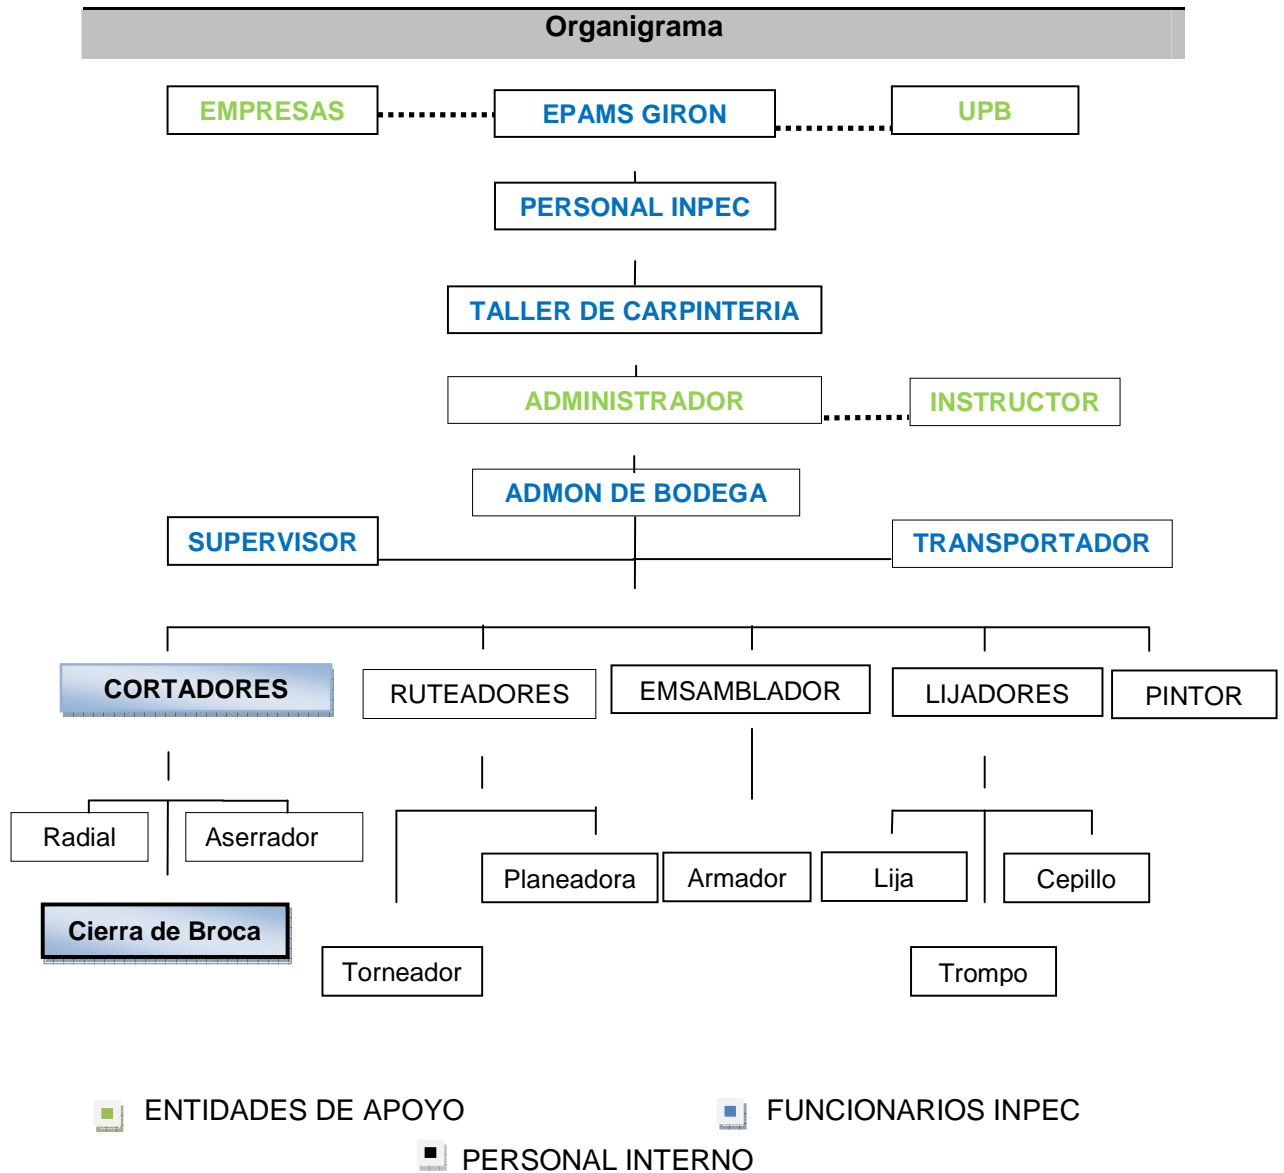 Organigrama
EMPRESAS
EPAMS GIRON
UPB
PERSONAL INPEC
TALLER DE CARPINTERIA
ADMINISTRADOR
INSTRUCTOR
ADMON DE BODEGA
SUPERVISOR
TRANSPORTADOR
CORTADORES
RUTEADORES
EMSAMBLADOR
LIJADORES
PINTOR
Radial
Aserrador
Planeadora
Armador
Lija
Cepillo
Cierra de Broca
Torneador
Trompo
ENTIDADES DE APOYO
FUNCIONARIOS INPEC
PERSONAL INTERNO